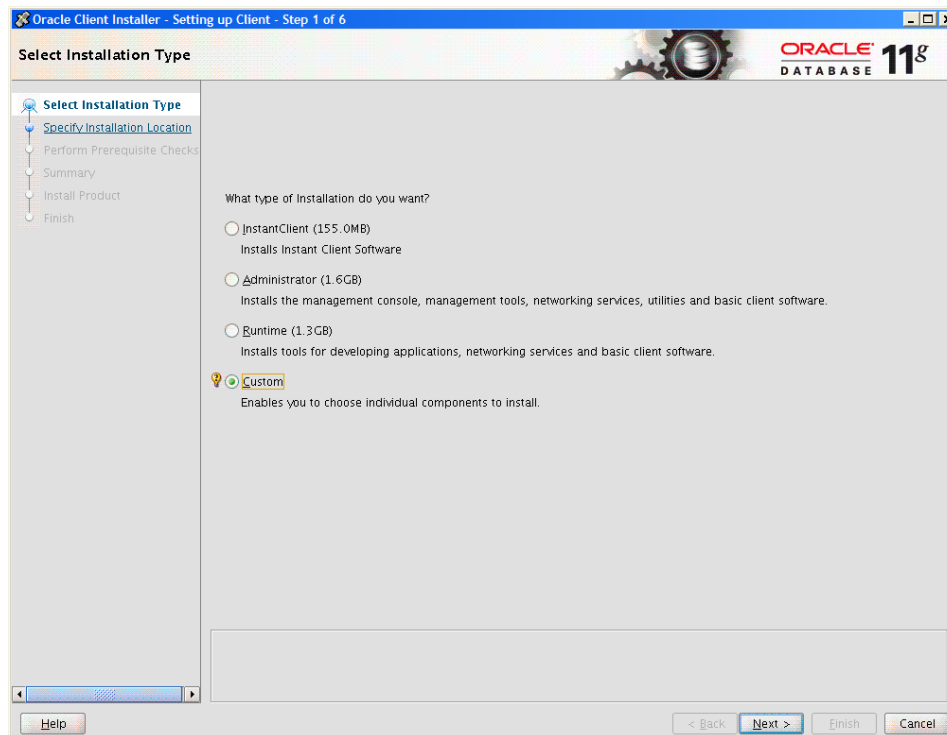 Oracle Client Installer - Setting up Client - Step 1 of 6
Select Installation Type
ORACLE
DATABASE
11g
Select Installation Type
Specify Installation Location
Perform Prerequisite Checks
Summary
Install Product
Finish
What type of Installation do you want?
InstantClient (155.0MB)
Installs Instant Client Software
Administrator (1.6GB)
Installs the management console, management tools, networking services, utilities and basic client software.
Runtime (1.3GB)
Installs tools for developing applications, networking services and basic client software.
Custom
Enables you to choose individual components to install.
Help
< Back
Next >
Finish
Cancel